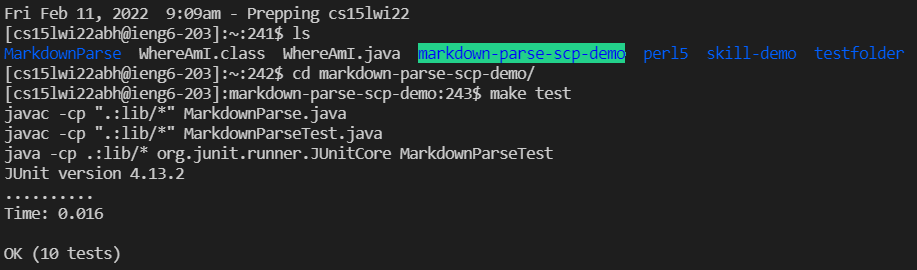 Fri Feb 11, 2022  9:09am - Prepping cs15lwi22
[cs15lwi22abh@ieng6-203]:~:241$ ls
MarkdownParse  WhereAmI.class  WhereAmI.java  markdown-parse-scp-demo  perl5  skill-demo  testfolder
[cs15lwi22abh@ieng6-203]:~:242$ cd markdown-parse-scp-demo/
[cs15lwi22abh@ieng6-203]:markdown-parse-scp-demo:243$ make test
javac -cp ".:lib/*" MarkdownParse.java
javac -cp ".:lib/*" MarkdownParseTest.java
java -cp .:lib/* org.junit.runner.JUnitCore MarkdownParseTest
JUnit version 4.13.2
..........
Time: 0.016
OK (10 tests)